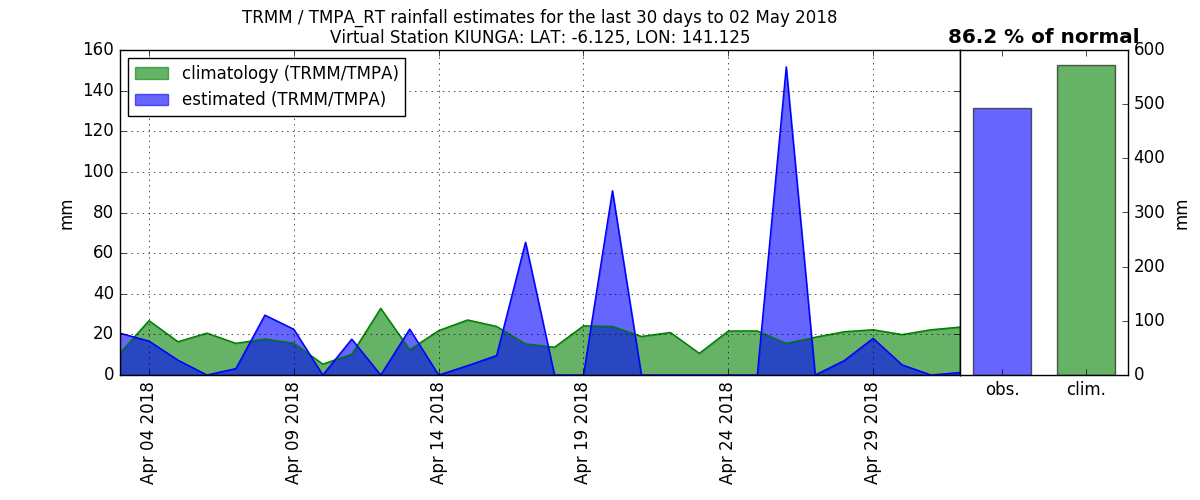 TRMM / TMPA_RT rainfall estimates for the last 30 days to 02 May 2018
Virtual Station KIUNGA: LAT: -6.125, LON: 141.125
86.2 % of normal
climatology (TRMM/TMPA)
estimated (TRMM/TMPA)
160
140
120
100
80
60
40
20
0
mm
Apr 04 2018
Apr 09 2018
Apr 14 2018
Apr 19 2018
Apr 24 2018
Apr 29 2018
600
500
400
300
200
100
0
mm
obs.
clim.